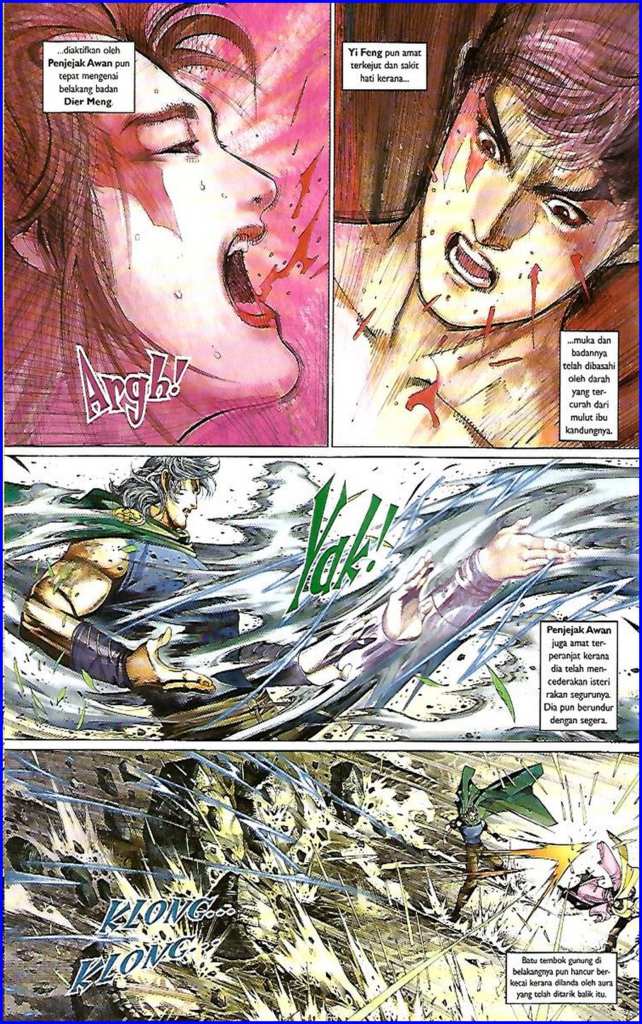 ...diaktifkan oleh
Penjejak Awan pun
tepat mengenai
belakang badan
Dier Meng.
Yi Feng pun amat
terkejut dan sakit
hati kerana...
...muka dan
badannya
telah dibasahi
oleh darah
yang ter-
curah dari
mulut ibu
kandungnya.
Argh!
Yak!
Penjejak Awan
juga amat ter-
peranjat kerana
dia telah men-
cederakan isteri
rakan segurunya.
Dia pun berundur
dengan segera.
KLONG...
KLONG...
Batu tembok gunung di
belakangnya pun hancur ber-
kecai kerana dilanda oleh aura
yang telah ditarik balik itu.